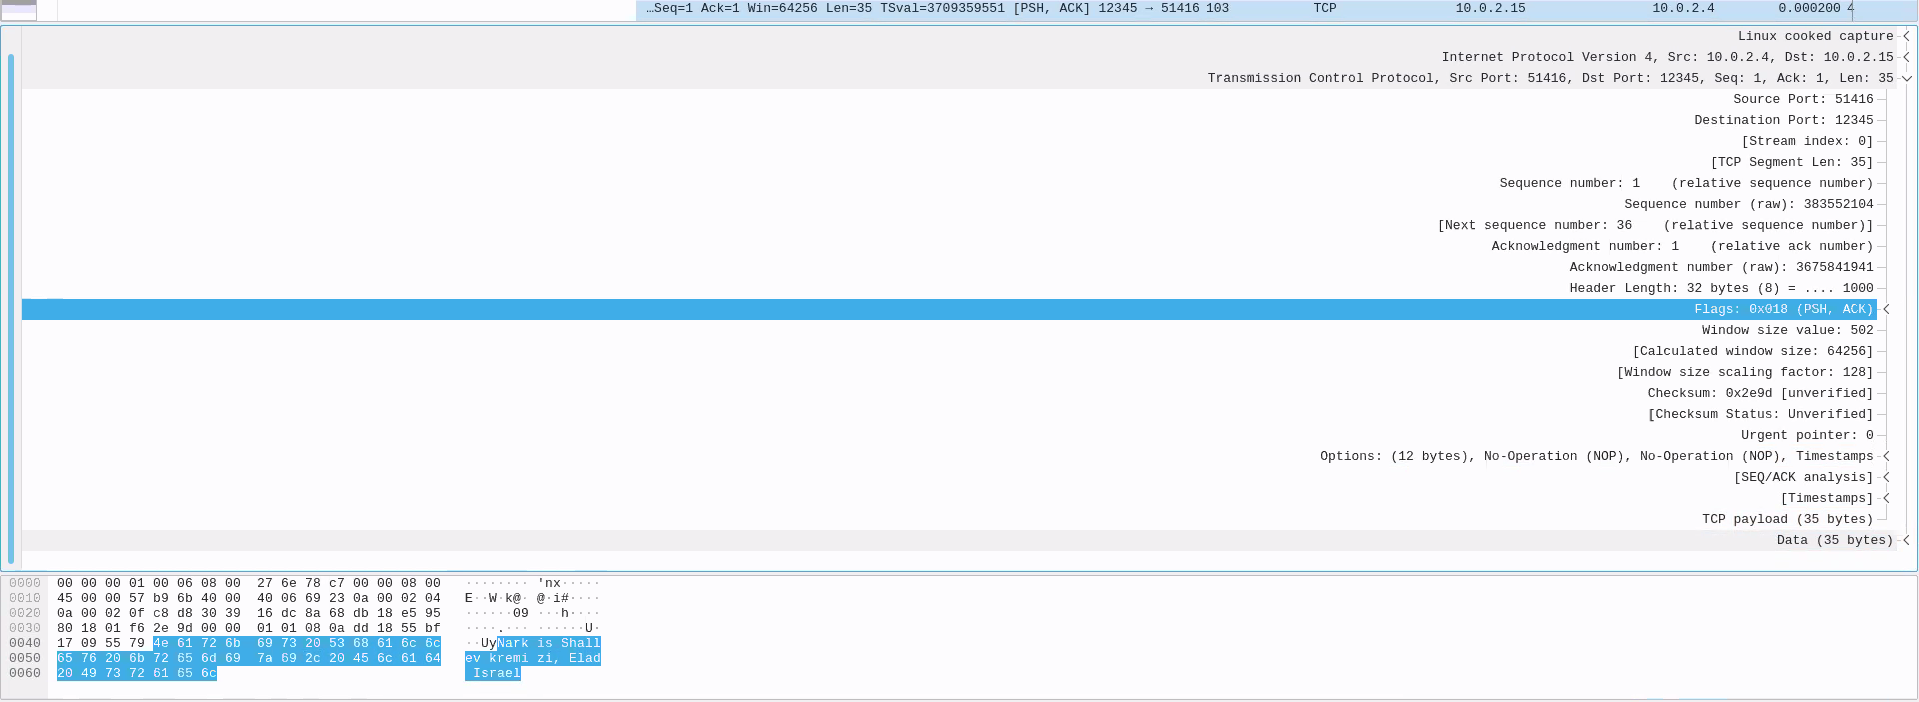 …Seq=1 Ack=1 Win=64256 Len=35 TSval=3709359551 [PSH, ACK] 12345 → 51416 103 TCP 10.0.2.15 10.0.2.4 0.000200 4
Linux cooked capture
Internet Protocol Version 4, Src: 10.0.2.4, Dst: 10.0.2.15
Transmission Control Protocol, Src Port: 51416, Dst Port: 12345, Seq: 1, Ack: 1, Len: 35
Source Port: 51416
Destination Port: 12345
[Stream index: 0]
[TCP Segment Len: 35]
Sequence number: 1    (relative sequence number)
Sequence number (raw): 383552104
[Next sequence number: 36    (relative sequence number)]
Acknowledgment number: 1    (relative ack number)
Acknowledgment number (raw): 3675841941
Header Length: 32 bytes (8) = .... 1000
Flags: 0x018 (PSH, ACK)
Window size value: 502
[Calculated window size: 64256]
[Window size scaling factor: 128]
Checksum: 0x2e9d [unverified]
[Checksum Status: Unverified]
Urgent pointer: 0
Options: (12 bytes), No-Operation (NOP), No-Operation (NOP), Timestamps
[SEQ/ACK analysis]
[Timestamps]
TCP payload (35 bytes)
Data (35 bytes)
0000 00 00 00 01 00 06 08 00 27 6e 78 c7 00 00 08 00 ········ 'nx·····
0010 45 00 00 57 b9 6b 40 00 40 06 69 23 0a 00 02 04 E··W·k@· @·i#····
0020 0a 00 02 0f c8 d8 30 39 16 dc 8a 68 db 18 e5 95 ······09 ···h····
0030 80 18 01 f6 2e 9d 00 00 01 01 08 0a dd 18 55 bf ····.··· ······U·
0040 17 09 55 79 4e 61 72 6b 69 73 20 53 68 61 6c 6c ··UyNark is Shall
0050 65 76 20 6b 72 65 6d 69 7a 69 2c 20 45 6c 61 64 ev kremi zi, Elad
0060 20 49 73 72 61 65 6c Israel